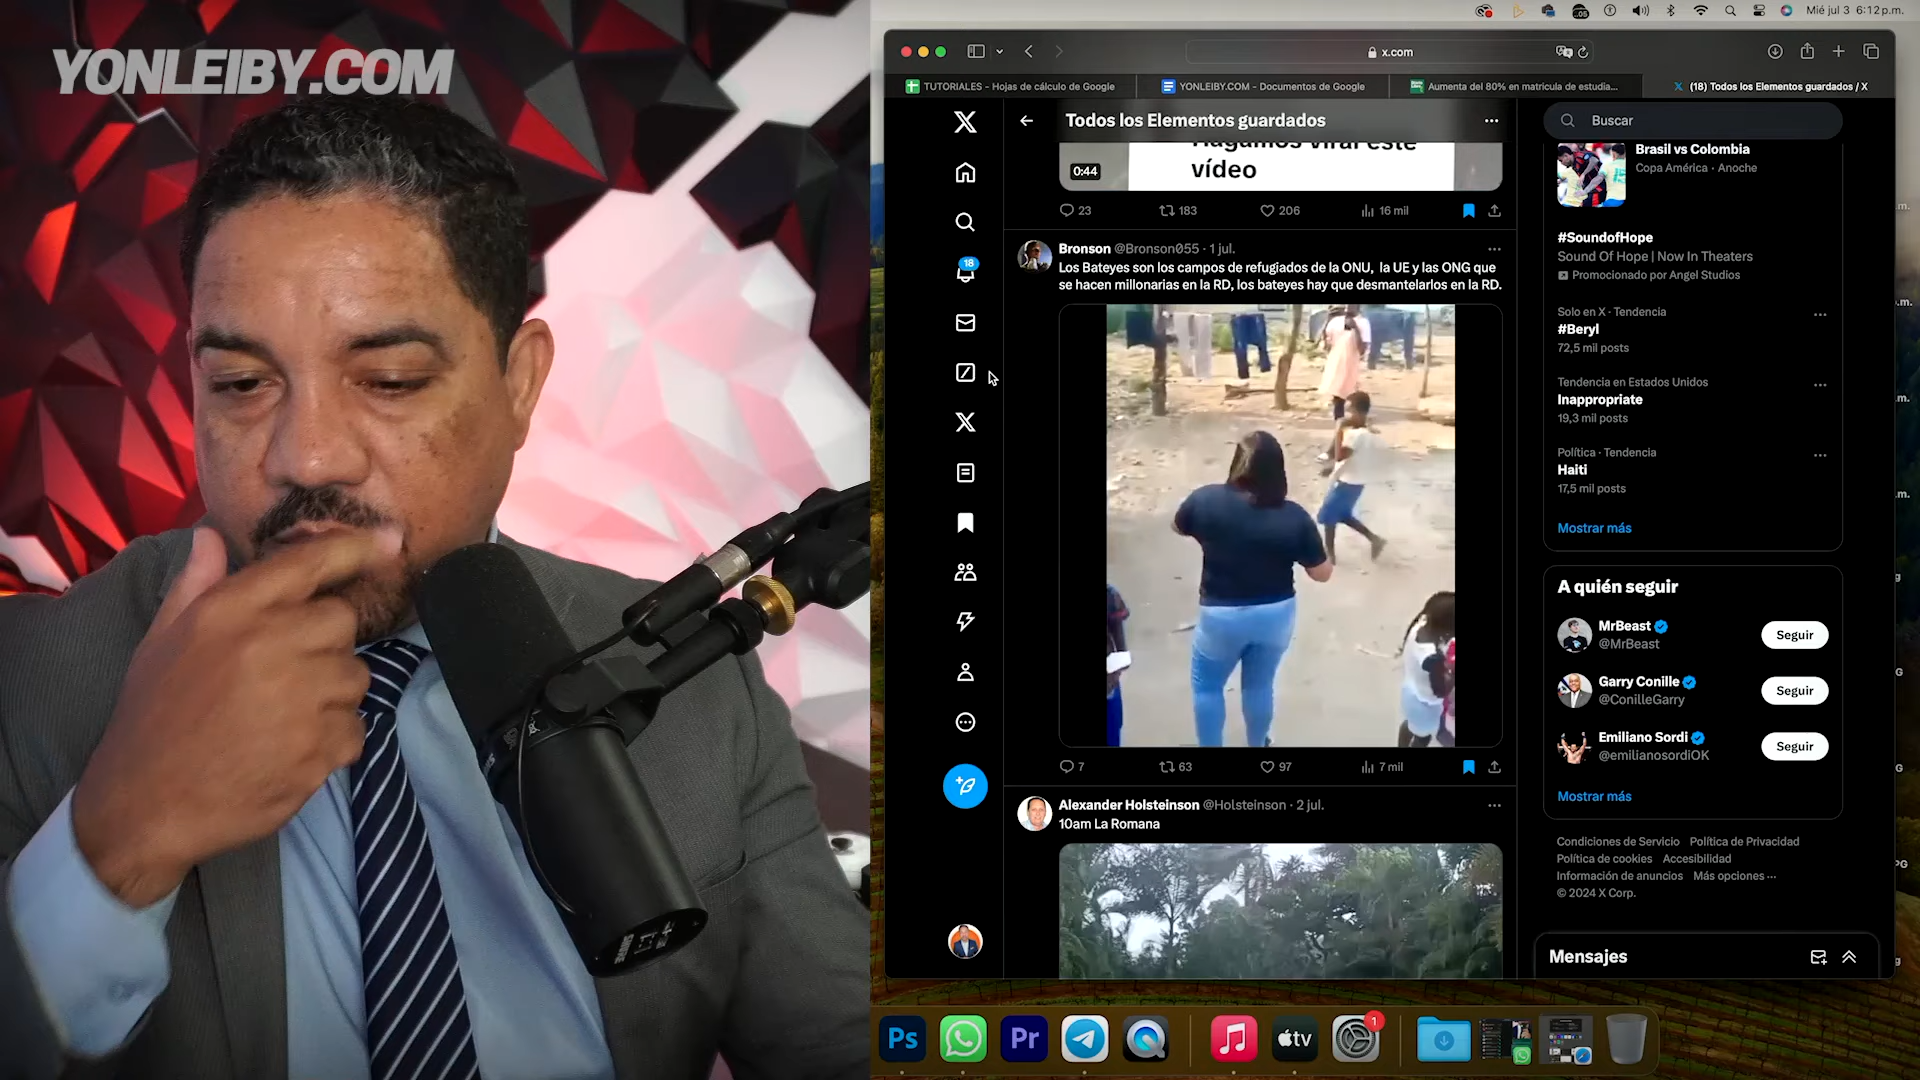 YONLEIBY.COM
Mié jul 3 6:12 p.m.
x.com
TUTORIALES - Hojas de cálculo de Google
YONLEIBY.COM - Documentos de Google
Aumenta del 80% en matricula de estudia...
(18) Todos los Elementos guardados / X
Todos los Elementos guardados
Hagamos viral este
vídeo
0:44
23
183
206
16 mil
Bronson @Bronson055 · 1 jul.
Los Bateyes son los campos de refugiados de la ONU, la UE y las ONG que
se hacen millonarias en la RD, los bateyes hay que desmantelarlos en la RD.
7
63
97
7 mil
Alexander Holsteinson @Holsteinson · 2 jul.
10am La Romana
18
Buscar
Brasil vs Colombia
Copa América · Anoche
#SoundofHope
Sound Of Hope | Now In Theaters
Promocionado por Angel Studios
Solo en X · Tendencia
#Beryl
72,5 mil posts
Tendencia en Estados Unidos
Inappropriate
19,3 mil posts
Política · Tendencia
Haiti
17,5 mil posts
Mostrar más
A quién seguir
MrBeast
@MrBeast
Seguir
Garry Conille
@ConilleGarry
Seguir
Emiliano Sordi
@emilianosordiOK
Seguir
Mostrar más
Condiciones de Servicio Política de Privacidad
Política de cookies Accesibilidad
Información de anuncios Más opciones ···
© 2024 X Corp.
Mensajes
Ps
Pr
tv
1